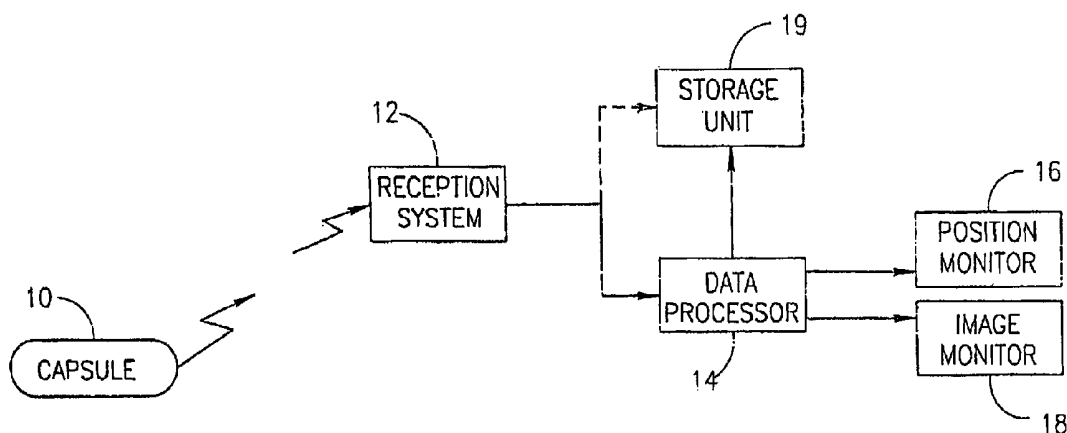 19
STORAGE
UNIT
12
RECEPTION
SYSTEM
16
POSITION
MONITOR
DATA
PROCESSOR
14
10
CAPSULE
IMAGE
MONITOR
18